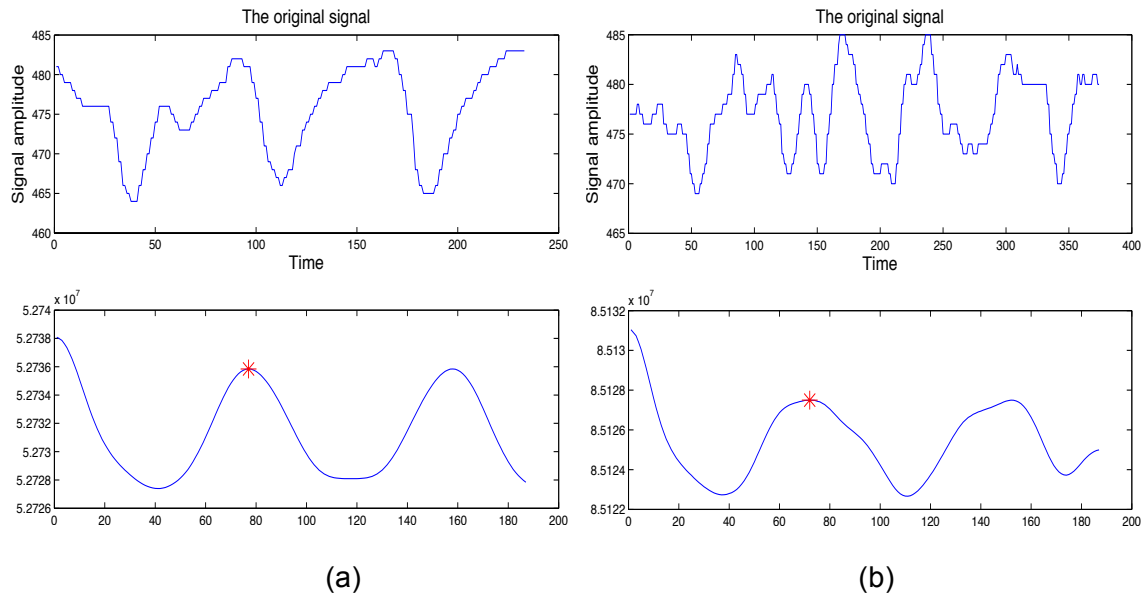 The original signal
Signal amplitude
485
480
475
470
465
460
0 50 100 150 200 250
Time
x 10^7
5.274
5.2738
5.2736
5.2734
5.2732
5.273
5.2728
5.2726
0 20 40 60 80 100 120 140 160 180 200
(a)
The original signal
Signal amplitude
485
480
475
470
465
0 50 100 150 200 250 300 350 400
Time
x 10^7
8.5132
8.513
8.5128
8.5126
8.5124
8.5122
0 20 40 60 80 100 120 140 160 180 200
(b)